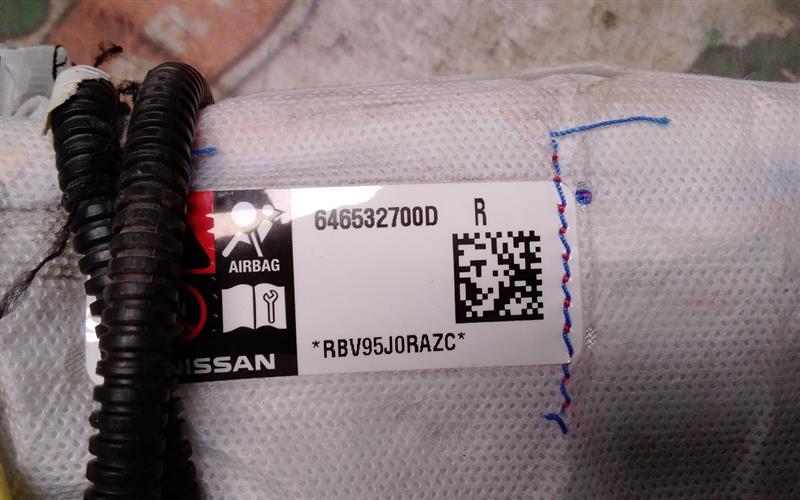 646532700D R
AIRBAG
*RBV95J0RAZC*
NISSAN